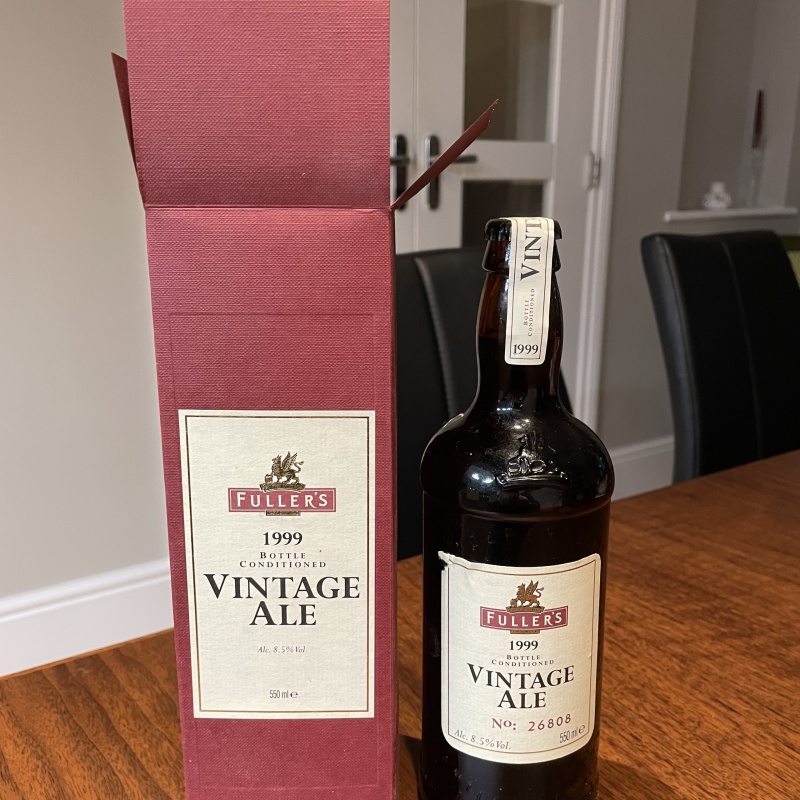 FULLER'S
1999
BOTTLE
CONDITIONED
VINTAGE
ALE
Alc. 8.5% Vol.
550 ml e
VINT
BOTTLE
CONDITIONED
1999
FULLER'S
1999
BOTTLE
CONDITIONED
VINTAGE
ALE
No: 26808
Alc. 8.5% Vol. 550 ml e